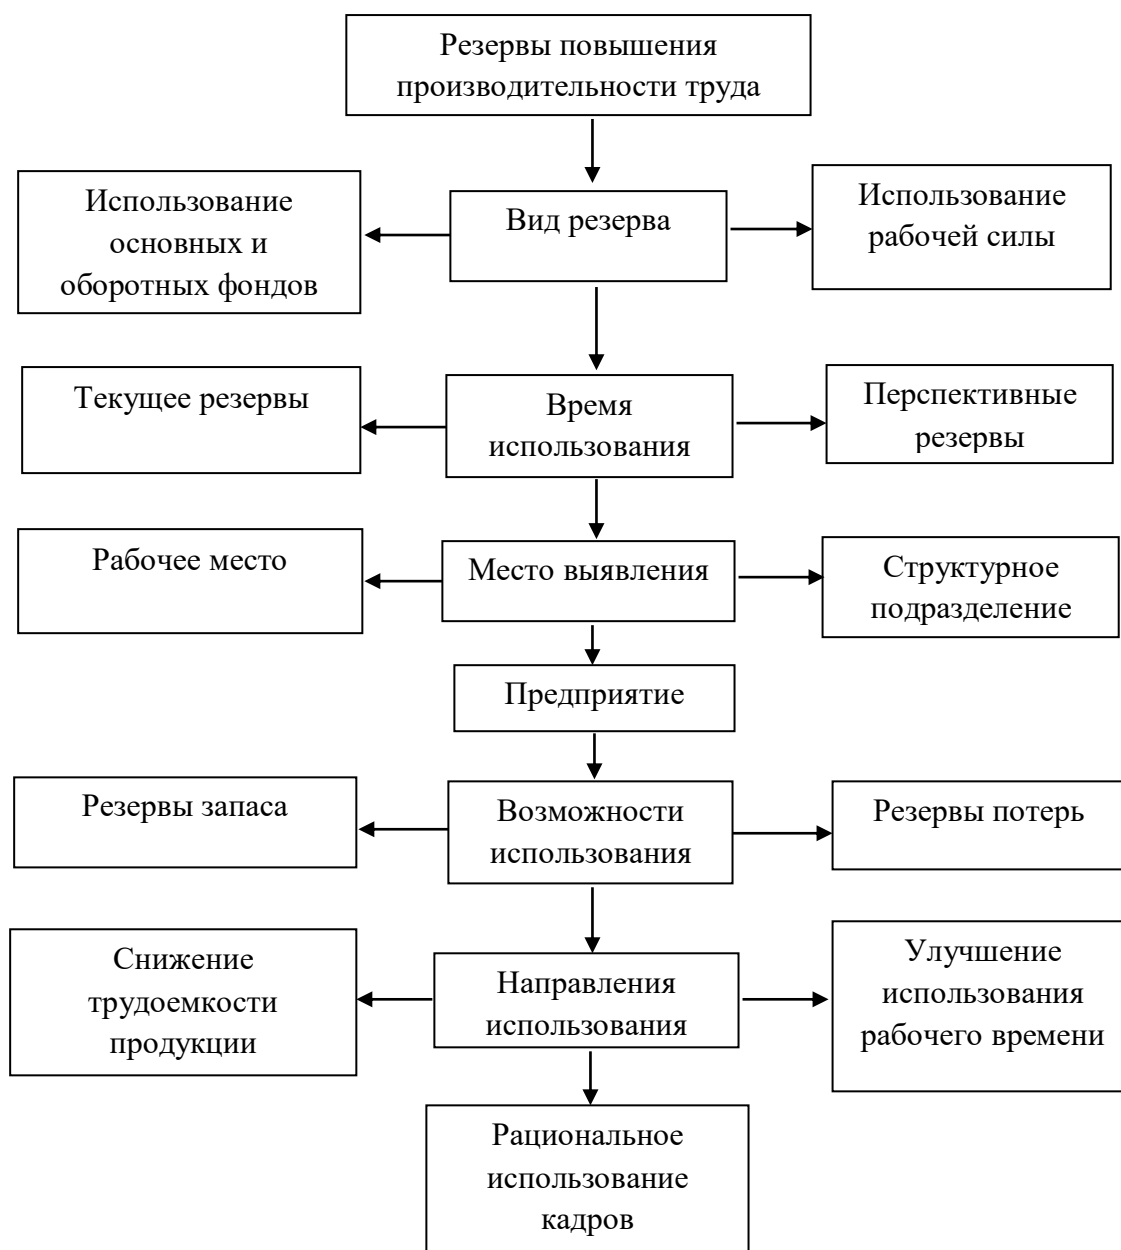 Резервы повышения
производительности труда
Использование
основных и
оборотных фондов
Вид резерва
Использование
рабочей силы
Текущее резервы
Время
использования
Перспективные
резервы
Рабочее место
Место выявления
Структурное
подразделение
Предприятие
Резервы запаса
Возможности
использования
Резервы потерь
Снижение
трудоемкости
продукции
Направления
использования
Улучшение
использования
рабочего времени
Рациональное
использование
кадров